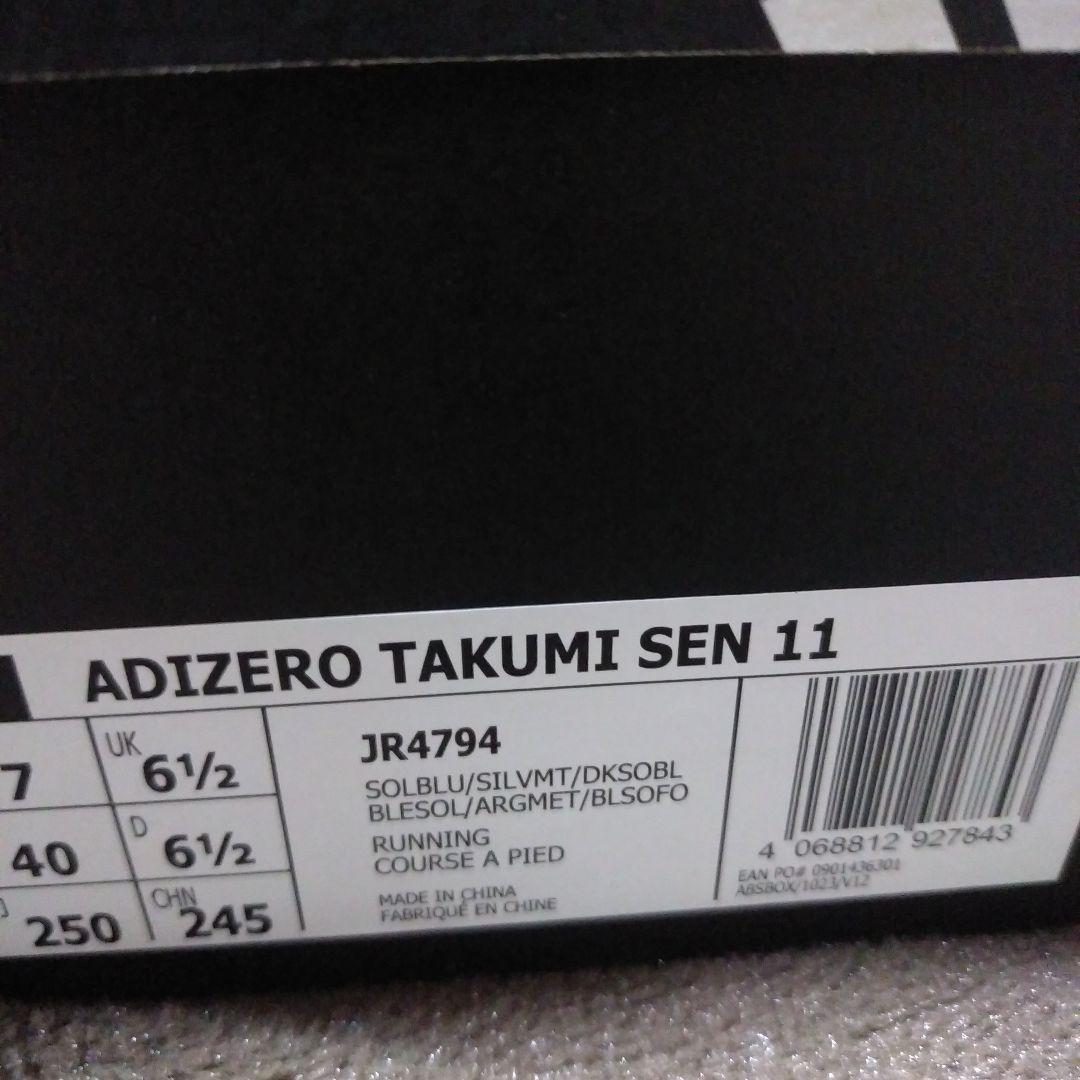 ADIZERO TAKUMI SEN 11
7 UK 6½
40 D 6½
250 CHN 245
JR4794
SOLBLU/SILVMT/DKSOBL
BLESOL/ARGMET/BLSOFO
RUNNING
COURSE A PIED
MADE IN CHINA
FABRIQUÉ EN CHINE
4 068812 927843
EAN PO# 0901436301
ABSBOX/1023/V12